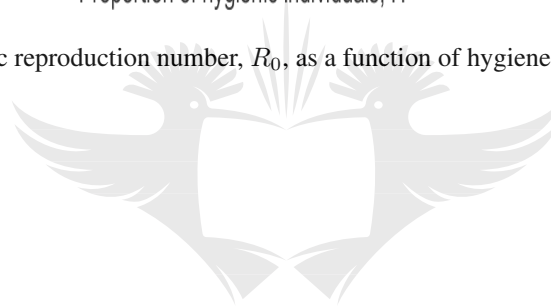 Proportion of hygienic individuals,
c reproduction number, R₀, as a function of hygiene